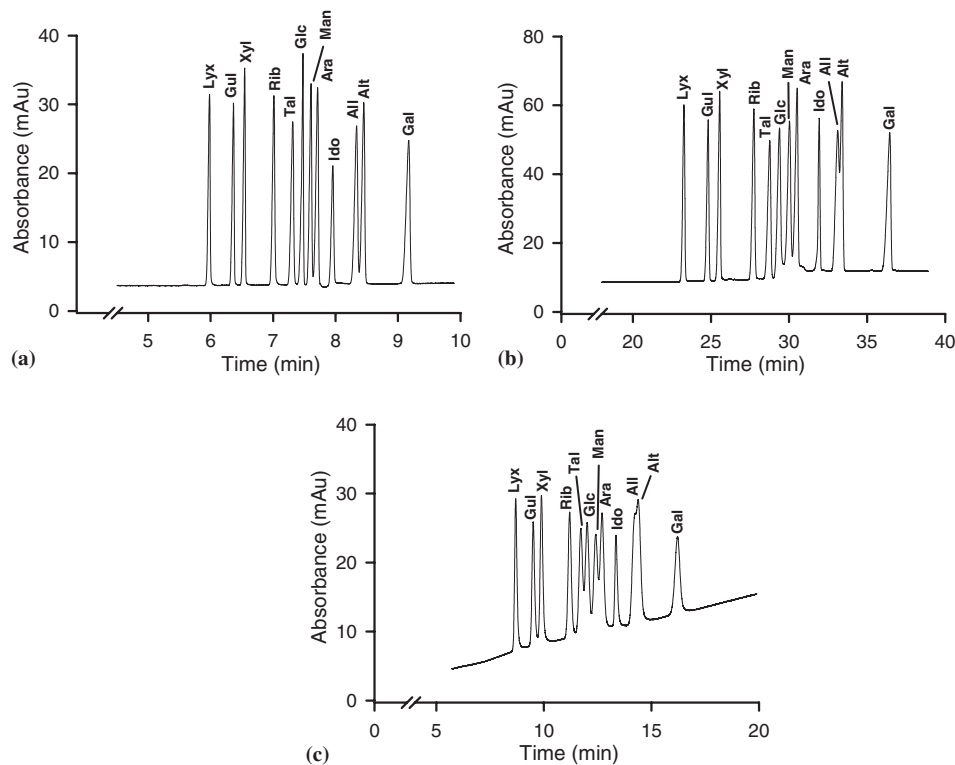 40
30
20
10
0
Absorbance (mAu)
Lyx
Gul
Xyl
Rib
Tal
Glc
Man
Ara
Ido
All
Alt
Gal
5 6 7 8 9 10
Time (min)
(a)
80
60
40
20
0
Absorbance (mAu)
Lyx
Gul
Xyl
Rib
Tal
Glc
Man
Ara
Ido
All
Alt
Gal
0 20 25 30 35 40
Time (min)
(b)
40
30
20
10
0
Absorbance (mAu)
Lyx
Gul
Xyl
Rib
Tal
Glc
Man
Ara
Ido
All
Alt
Gal
0 5 10 15 20
Time (min)
(c)